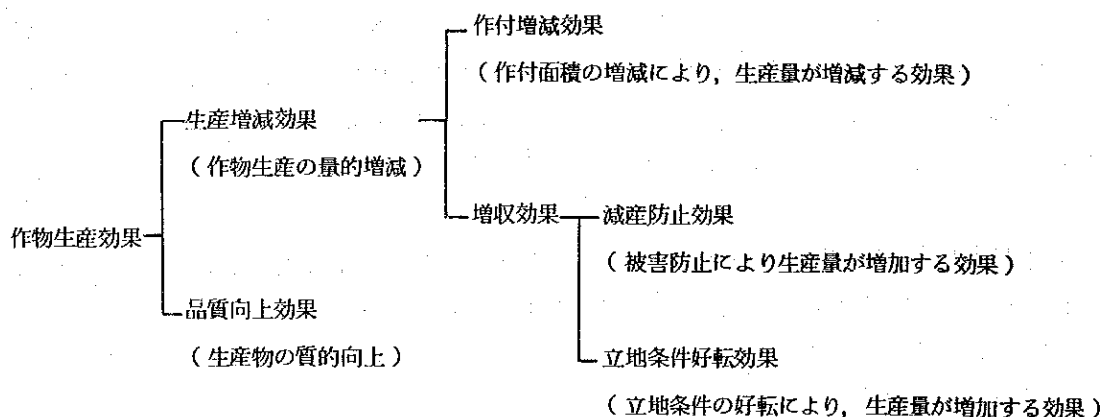 作付増減効果
(作付面積の増減により,生産量が増減する効果)
生産増減効果
(作物生産の量的増減)
増収効果
減産防止効果
作物生産効果
(被害防止により生産量が増加する効果)
品質向上効果
(生産物の質的向上)
立地条件好転効果
(立地条件の好転により,生産量が増加する効果)